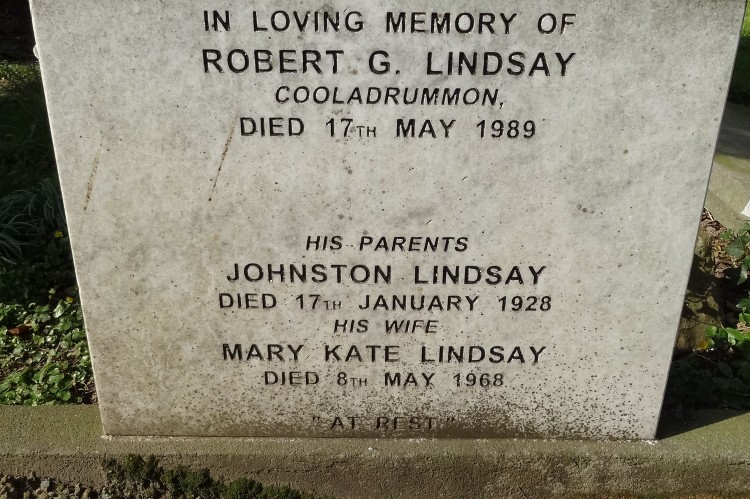 IN LOVING MEMORY OF
ROBERT G. LINDSAY
COOLADRUMMON,
DIED 17TH MAY 1989
HIS PARENTS
JOHNSTON LINDSAY
DIED 17TH JANUARY 1928
HIS WIFE
MARY KATE LINDSAY
DIED 8TH MAY 1968
"AT REST"